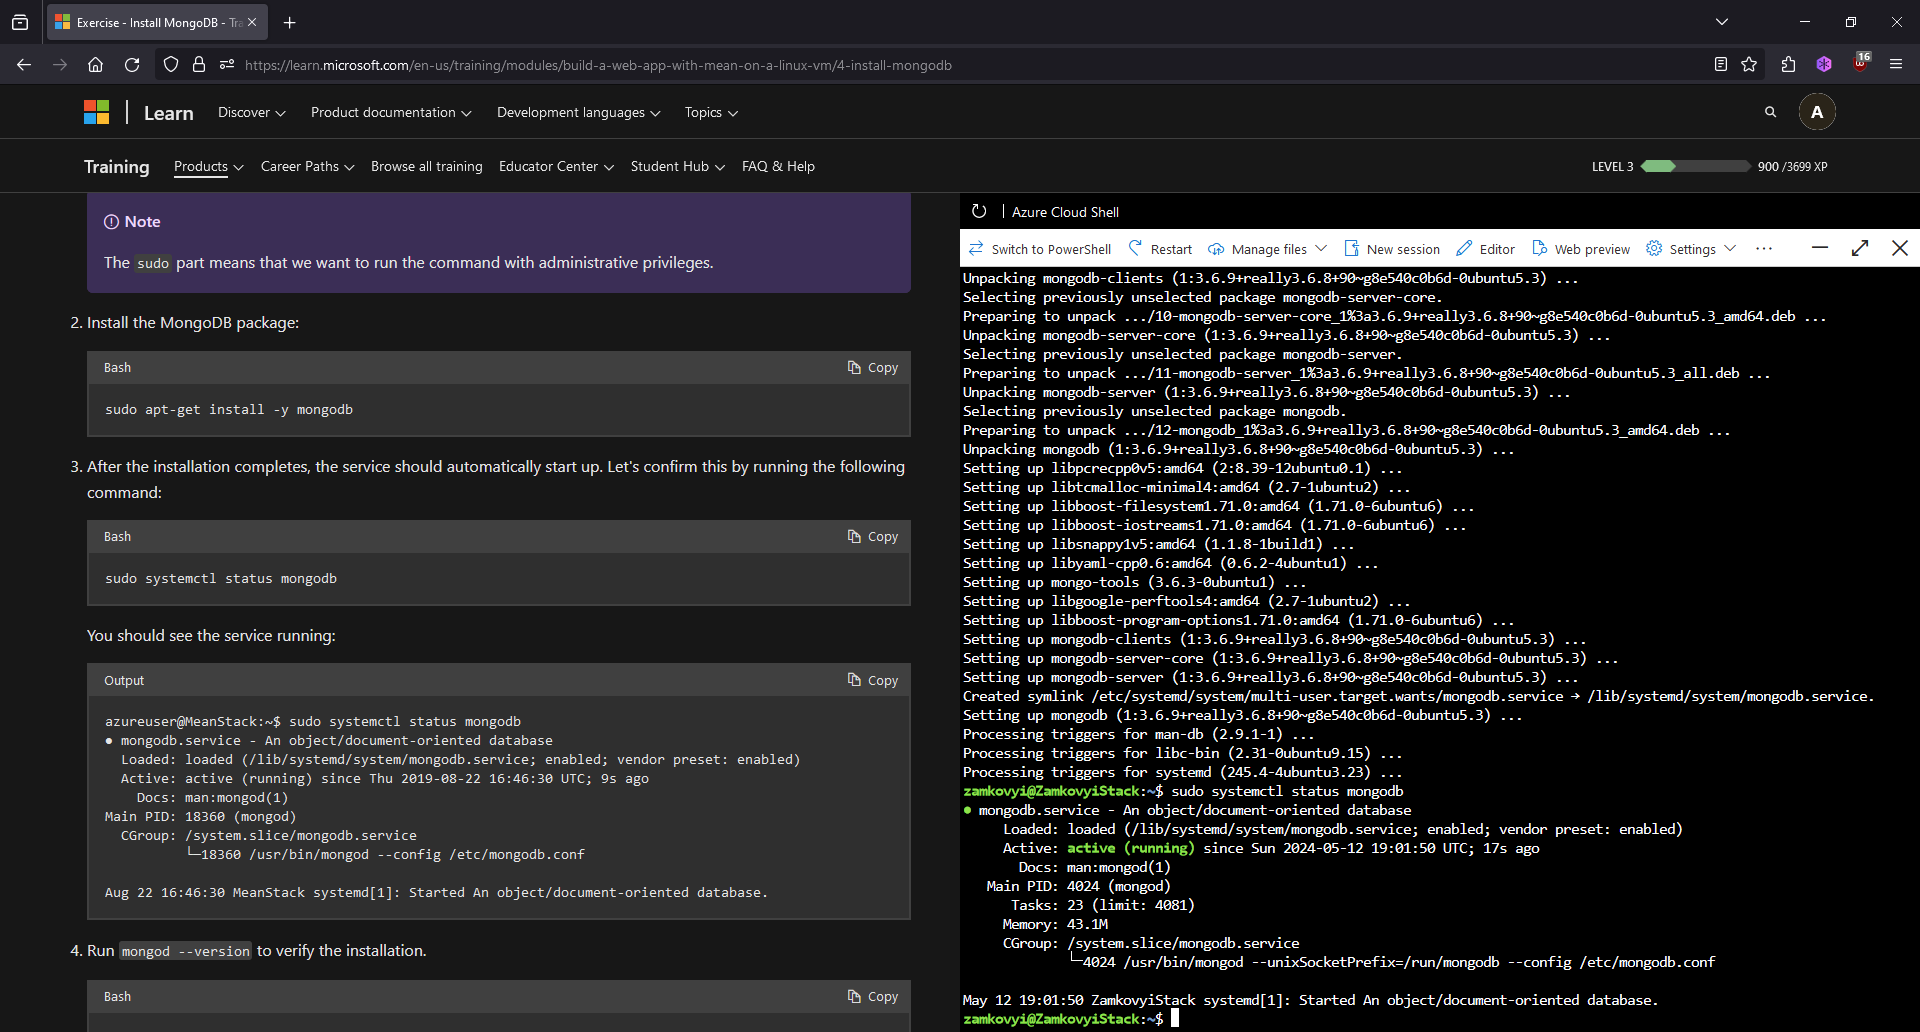 Exercise - Install MongoDB - Tra
https://learn.microsoft.com/en-us/training/modules/build-a-web-app-with-mean-on-a-linux-vm/4-install-mongodb
16
Learn
Discover
Product documentation
Development languages
Topics
A
Training
Products
Career Paths
Browse all training
Educator Center
Student Hub
FAQ & Help
LEVEL 3
900 /3699 XP
Note
The sudo part means that we want to run the command with administrative privileges.
2. Install the MongoDB package:
Bash
Copy
sudo apt-get install -y mongodb
3. After the installation completes, the service should automatically start up. Let's confirm this by running the following
command:
Bash
Copy
sudo systemctl status mongodb
You should see the service running:
Output
Copy
azureuser@MeanStack:~$ sudo systemctl status mongodb
● mongodb.service - An object/document-oriented database
Loaded: loaded (/lib/systemd/system/mongodb.service; enabled; vendor preset: enabled)
Active: active (running) since Thu 2019-08-22 16:46:30 UTC; 9s ago
Docs: man:mongod(1)
Main PID: 18360 (mongod)
CGroup: /system.slice/mongodb.service
└─18360 /usr/bin/mongod --config /etc/mongodb.conf
Aug 22 16:46:30 MeanStack systemd[1]: Started An object/document-oriented database.
4. Run mongod --version to verify the installation.
Bash
Copy
Azure Cloud Shell
Switch to PowerShell
Restart
Manage files
New session
Editor
Web preview
Settings
Unpacking mongodb-clients (1:3.6.9+really3.6.8+90~g8e540c0b6d-0ubuntu5.3) ...
Selecting previously unselected package mongodb-server-core.
Preparing to unpack .../10-mongodb-server-core_1%3a3.6.9+really3.6.8+90~g8e540c0b6d-0ubuntu5.3_amd64.deb ...
Unpacking mongodb-server-core (1:3.6.9+really3.6.8+90~g8e540c0b6d-0ubuntu5.3) ...
Selecting previously unselected package mongodb-server.
Preparing to unpack .../11-mongodb-server_1%3a3.6.9+really3.6.8+90~g8e540c0b6d-0ubuntu5.3_all.deb ...
Unpacking mongodb-server (1:3.6.9+really3.6.8+90~g8e540c0b6d-0ubuntu5.3) ...
Selecting previously unselected package mongodb.
Preparing to unpack .../12-mongodb_1%3a3.6.9+really3.6.8+90~g8e540c0b6d-0ubuntu5.3_amd64.deb ...
Unpacking mongodb (1:3.6.9+really3.6.8+90~g8e540c0b6d-0ubuntu5.3) ...
Setting up libpcrecpp0v5:amd64 (2:8.39-12ubuntu0.1) ...
Setting up libtcmalloc-minimal4:amd64 (2.7-1ubuntu2) ...
Setting up libboost-filesystem1.71.0:amd64 (1.71.0-6ubuntu6) ...
Setting up libboost-iostreams1.71.0:amd64 (1.71.0-6ubuntu6) ...
Setting up libsnappy1v5:amd64 (1.1.8-1build1) ...
Setting up libyaml-cpp0.6:amd64 (0.6.2-4ubuntu1) ...
Setting up mongo-tools (3.6.3-0ubuntu1) ...
Setting up libgoogle-perftools4:amd64 (2.7-1ubuntu2) ...
Setting up libboost-program-options1.71.0:amd64 (1.71.0-6ubuntu6) ...
Setting up mongodb-clients (1:3.6.9+really3.6.8+90~g8e540c0b6d-0ubuntu5.3) ...
Setting up mongodb-server-core (1:3.6.9+really3.6.8+90~g8e540c0b6d-0ubuntu5.3) ...
Setting up mongodb-server (1:3.6.9+really3.6.8+90~g8e540c0b6d-0ubuntu5.3) ...
Created symlink /etc/systemd/system/multi-user.target.wants/mongodb.service → /lib/systemd/system/mongodb.service.
Setting up mongodb (1:3.6.9+really3.6.8+90~g8e540c0b6d-0ubuntu5.3) ...
Processing triggers for man-db (2.9.1-1) ...
Processing triggers for libc-bin (2.31-0ubuntu9.15) ...
Processing triggers for systemd (245.4-4ubuntu3.23) ...
zamkovyi@ZamkovyiStack:~$ sudo systemctl status mongodb
● mongodb.service - An object/document-oriented database
Loaded: loaded (/lib/systemd/system/mongodb.service; enabled; vendor preset: enabled)
Active: active (running) since Sun 2024-05-12 19:01:50 UTC; 17s ago
Docs: man:mongod(1)
Main PID: 4024 (mongod)
Tasks: 23 (limit: 4081)
Memory: 43.1M
CGroup: /system.slice/mongodb.service
└─4024 /usr/bin/mongod --unixSocketPrefix=/run/mongodb --config /etc/mongodb.conf
May 12 19:01:50 ZamkovyiStack systemd[1]: Started An object/document-oriented database.
zamkovyi@ZamkovyiStack:~$